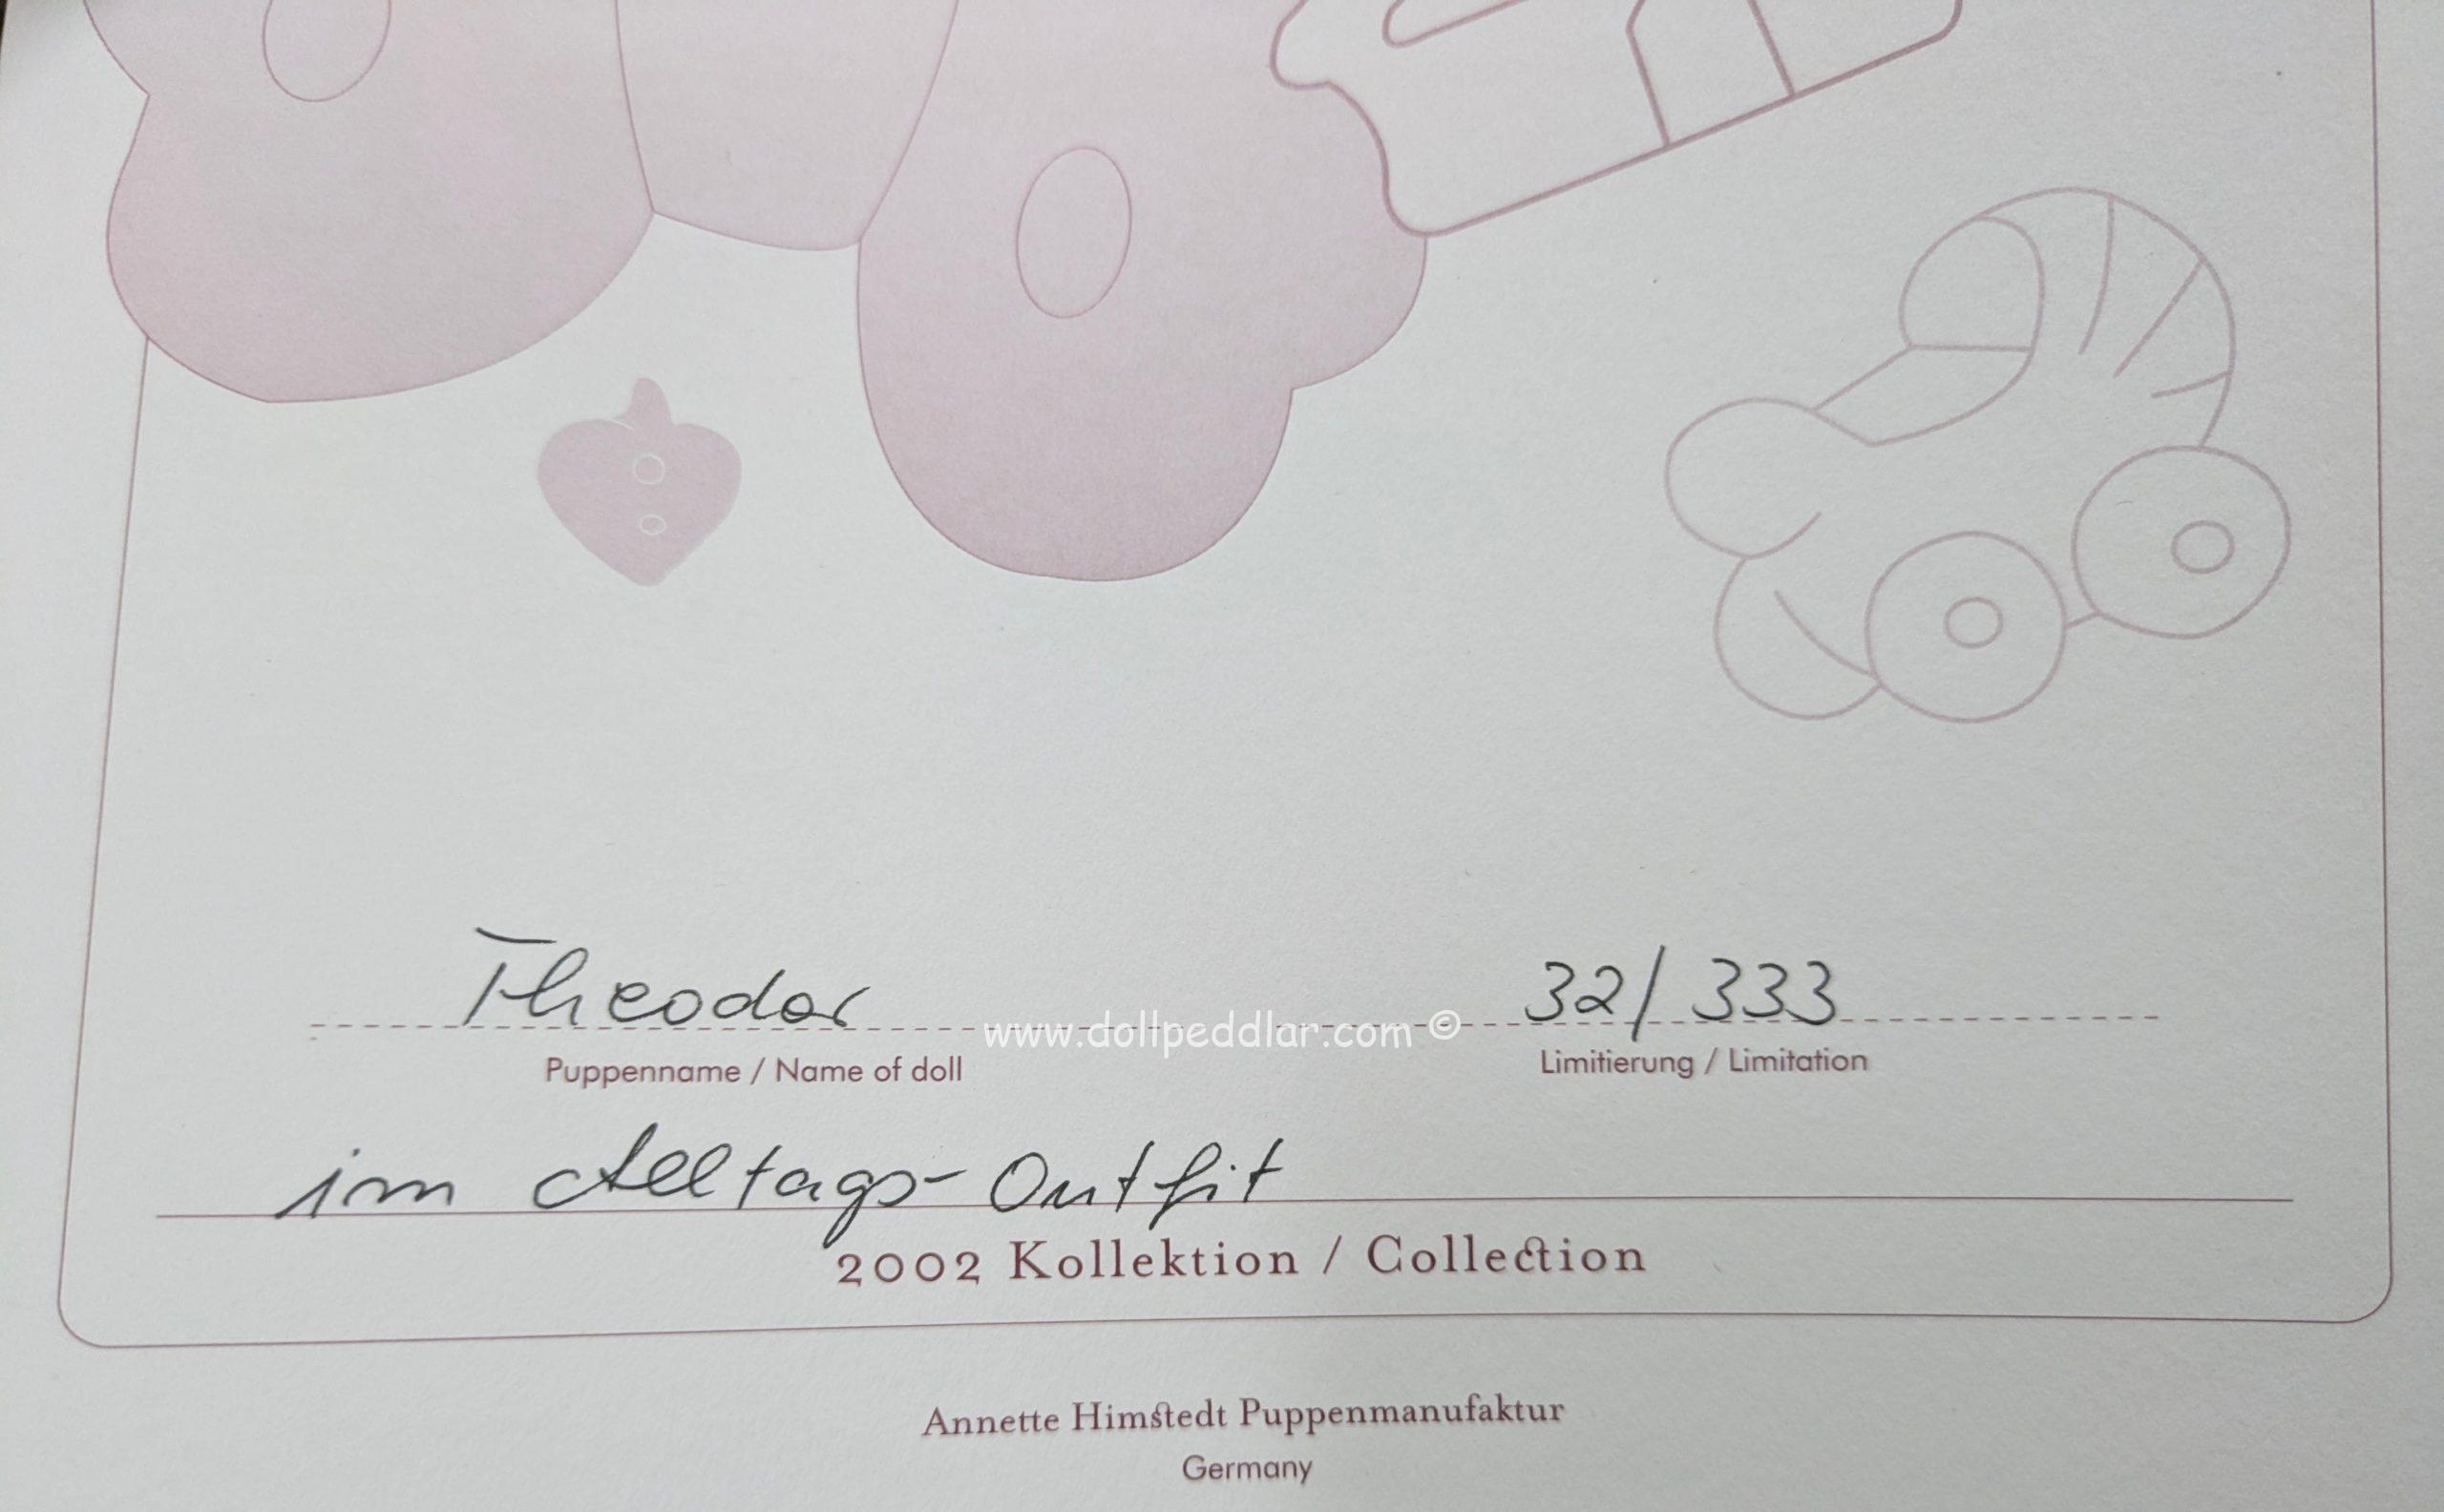 Theodor 32/333
www.dollpeddlar.com ©
Puppenname / Name of doll Limitierung / Limitation
im Alltags-Outfit
2002 Kollektion / Collection
Annette Himstedt Puppenmanufaktur
Germany